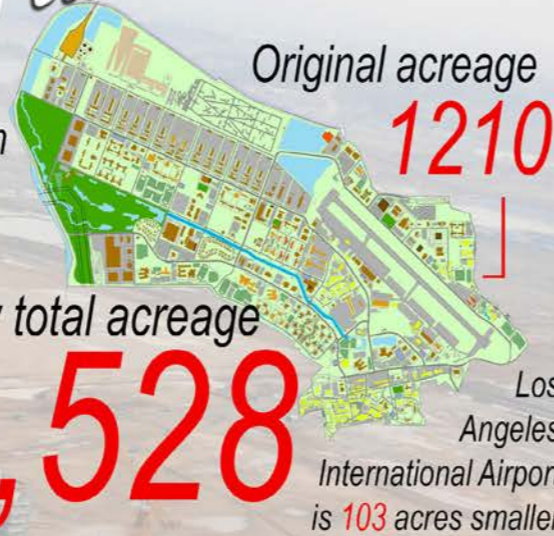 Original acreage
1210
total acreage
,528
Los
Angeles
International Airport
is 103 acres smaller